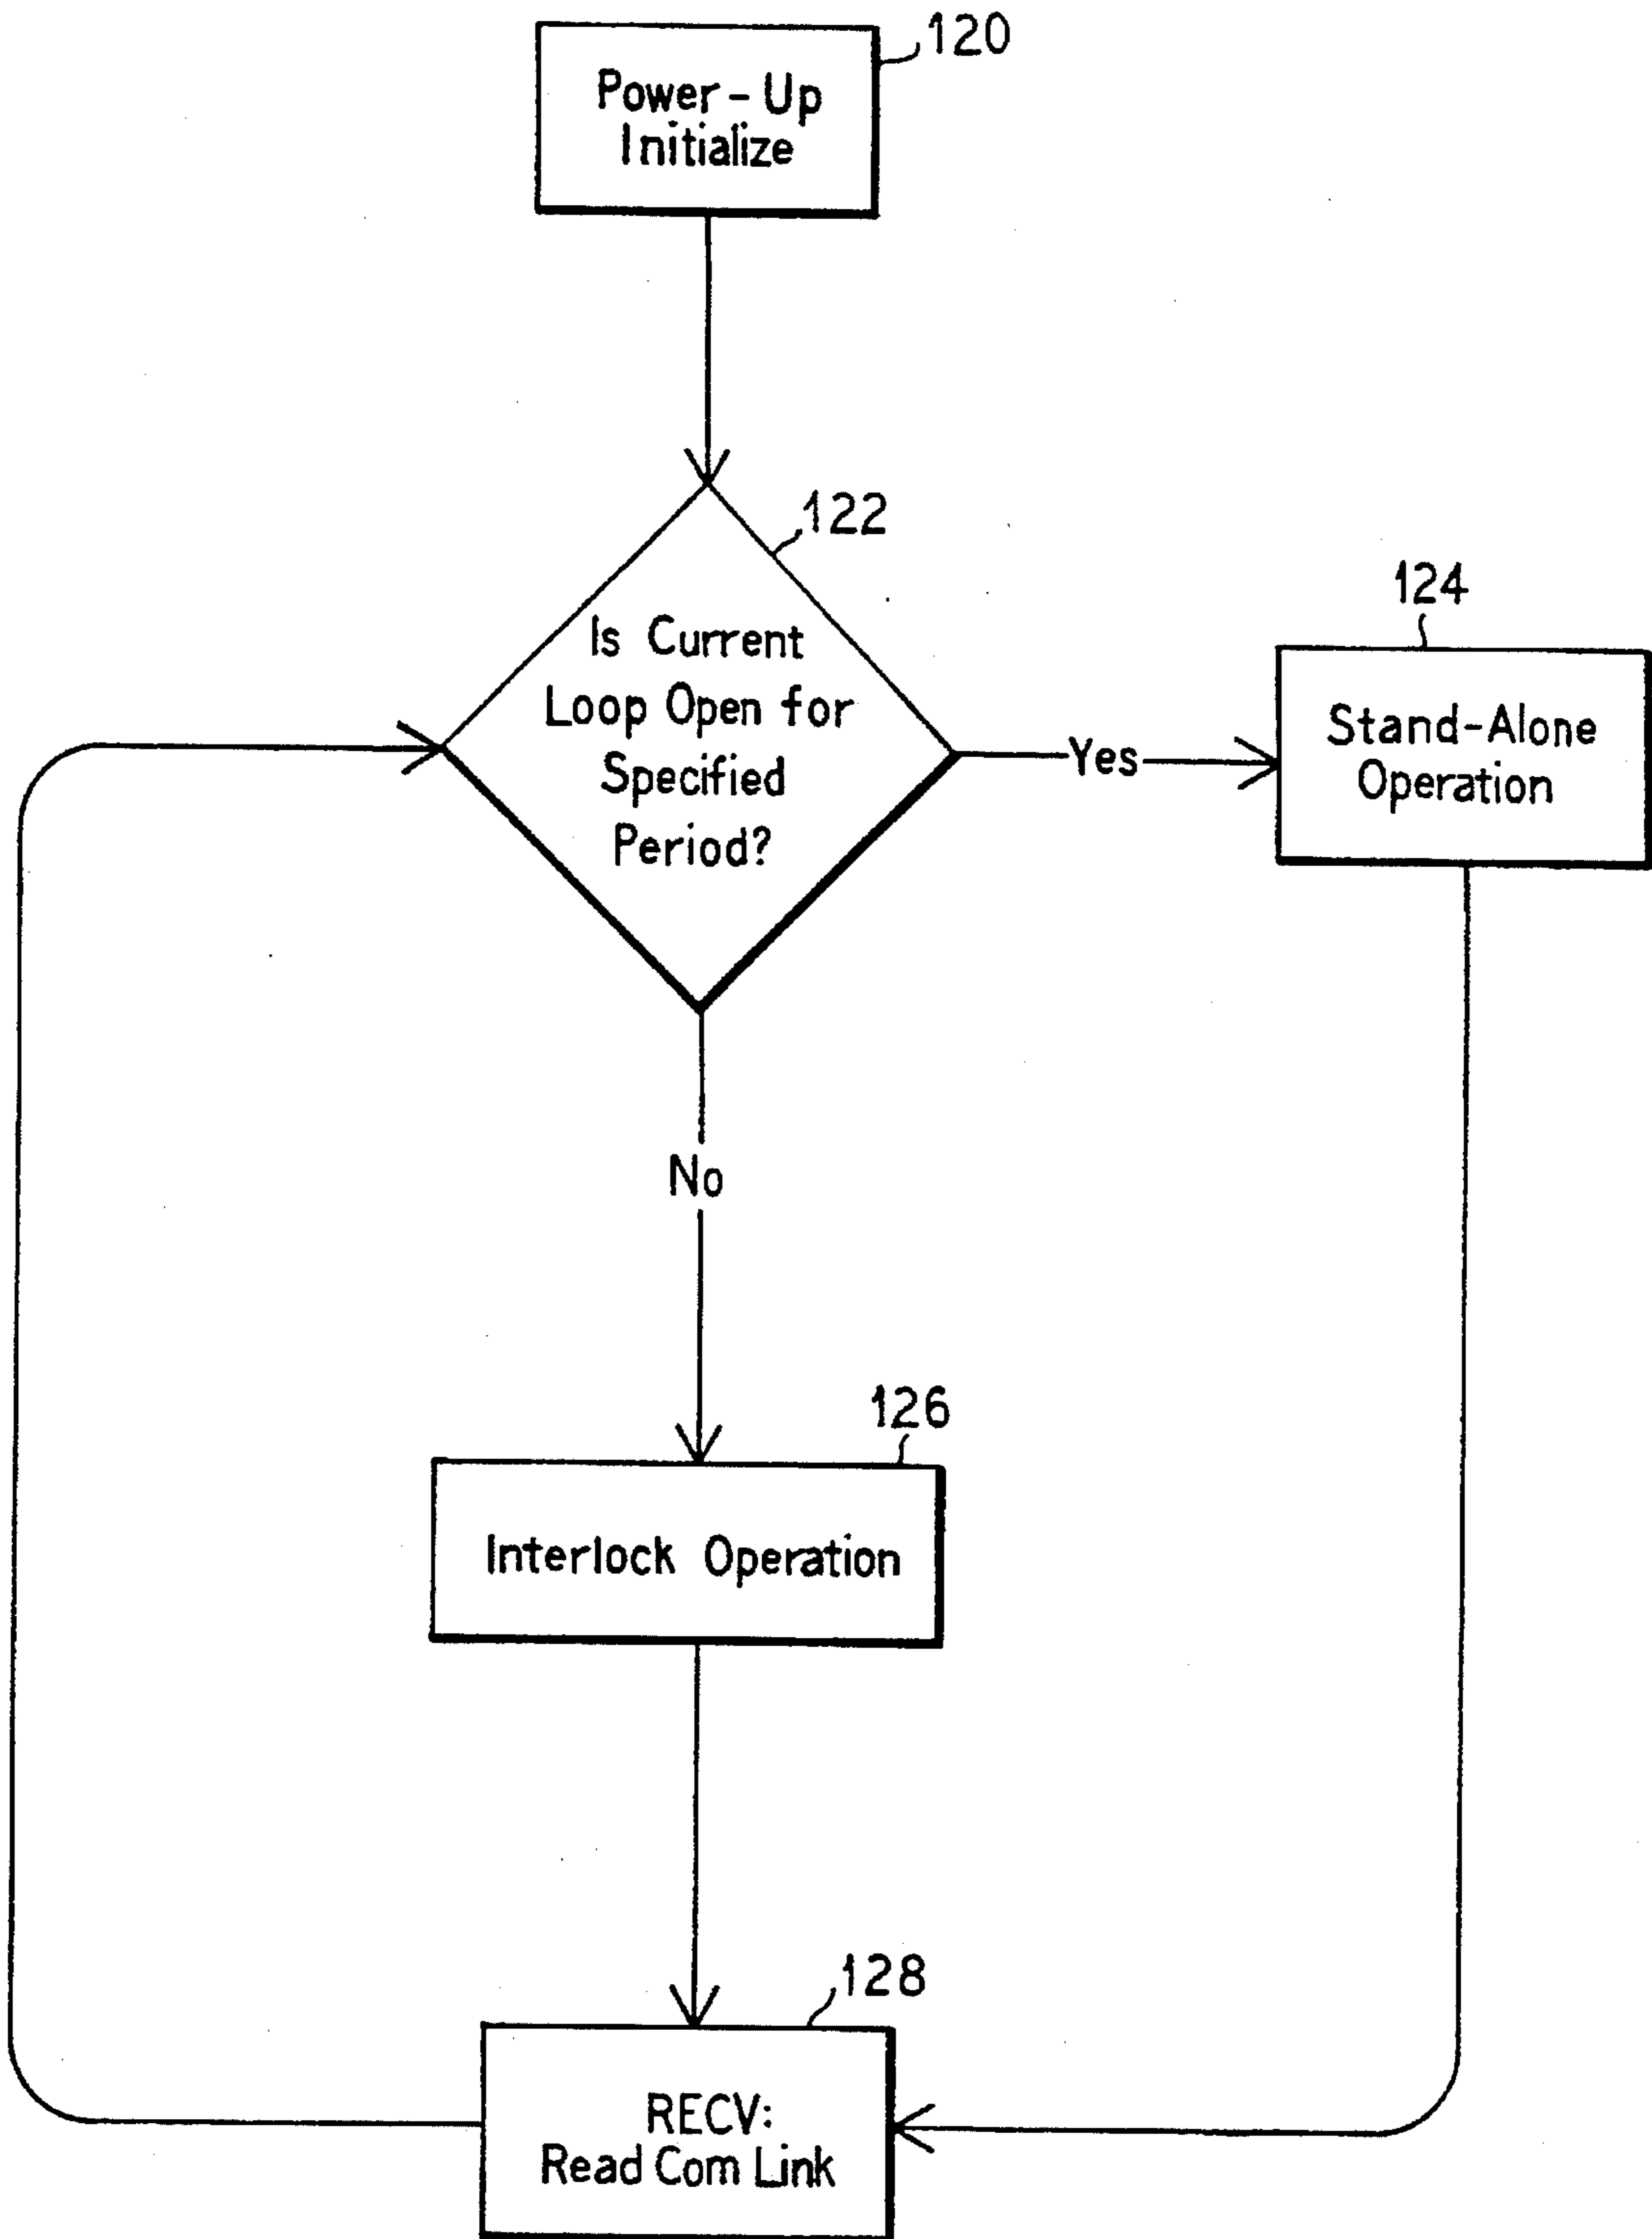 120
Power-Up
Initialize
122
Is Current
Loop Open for
Specified
Period?
Yes
124
Stand-Alone
Operation
No
126
Interlock Operation
128
RECV:
Read Com Link